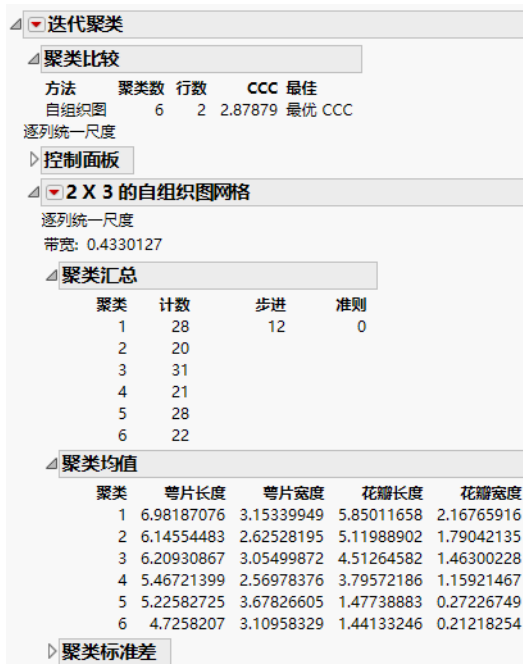 迭代聚类
聚类比较
方法 聚类数 行数 CCC 最佳
自组织图 6 2 2.87879 最优 CCC
逐列统一尺度
控制面板
2 X 3 的自组织图网格
逐列统一尺度
带宽: 0.4330127
聚类汇总
聚类 计数 步进 准则
1 28 12 0
2 20
3 31
4 21
5 28
6 22
聚类均值
聚类 萼片长度 萼片宽度 花瓣长度 花瓣宽度
1 6.98187076 3.15339949 5.85011658 2.16765916
2 6.14554483 2.62528195 5.11988902 1.79042135
3 6.20930867 3.05499872 4.51264582 1.46300228
4 5.46721399 2.56978376 3.79572186 1.15921467
5 5.22582725 3.67826605 1.47738883 0.27226749
6 4.7258207 3.10958329 1.44133246 0.21218254
聚类标准差